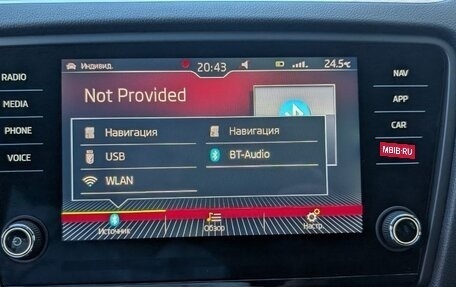 Индивид.
20:43
24.5°C
RADIO
MEDIA
PHONE
VOICE
Not Provided
Навигация
Навигация
USB
BT-Audio
WLAN
Источник
Обзор
Настр.
NAV
APP
CAR
MBIB·RU